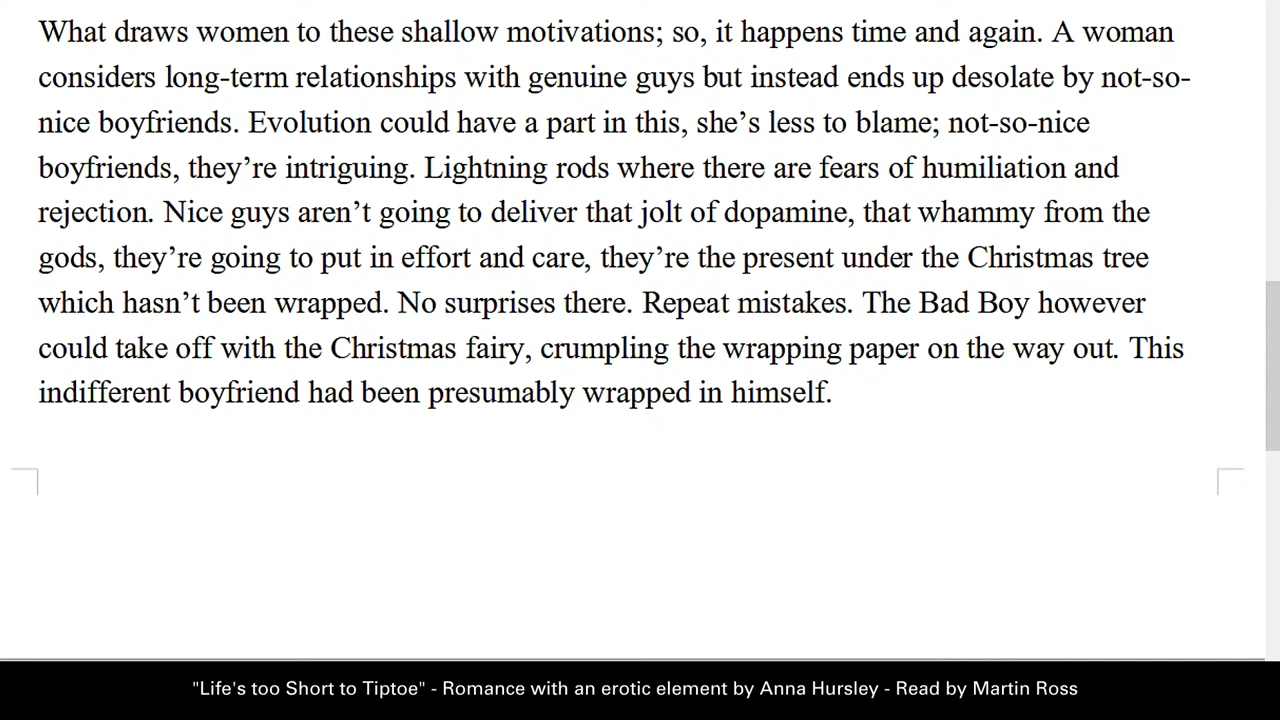 What draws women to these shallow motivations; so, it happens time and again. A woman
considers long-term relationships with genuine guys but instead ends up desolate by not-so-
nice boyfriends. Evolution could have a part in this, she’s less to blame; not-so-nice
boyfriends, they’re intriguing. Lightning rods where there are fears of humiliation and
rejection. Nice guys aren’t going to deliver that jolt of dopamine, that whammy from the
gods, they’re going to put in effort and care, they’re the present under the Christmas tree
which hasn’t been wrapped. No surprises there. Repeat mistakes. The Bad Boy however
could take off with the Christmas fairy, crumpling the wrapping paper on the way out. This
indifferent boyfriend had been presumably wrapped in himself.
"Life's too Short to Tiptoe" - Romance with an erotic element by Anna Hursley - Read by Martin Ross